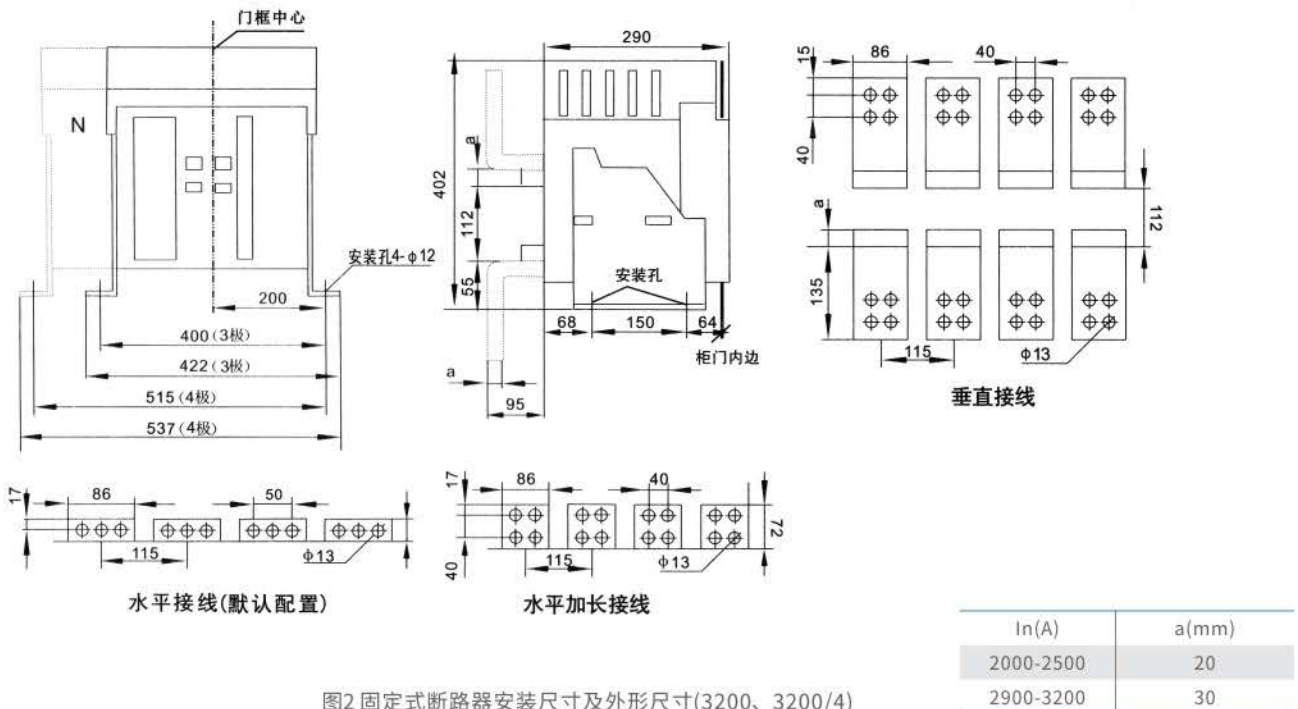 门框中心
N
安装孔4-φ12
200
400(3极)
422(3极)
515(4极)
537(4极)
290
402
a
112
55
安装孔
68
150
64
柜门内边
a
95
15
86
40
40
a
112
135
115
φ13
垂直接线
17
86
50
115
φ13
水平接线(默认配置)
17
86
40
72
40
115
φ13
水平加长接线
In(A) a(mm)
2000-2500 20
2900-3200 30
图2 固定式断路器安装尺寸及外形尺寸(3200、3200/4)